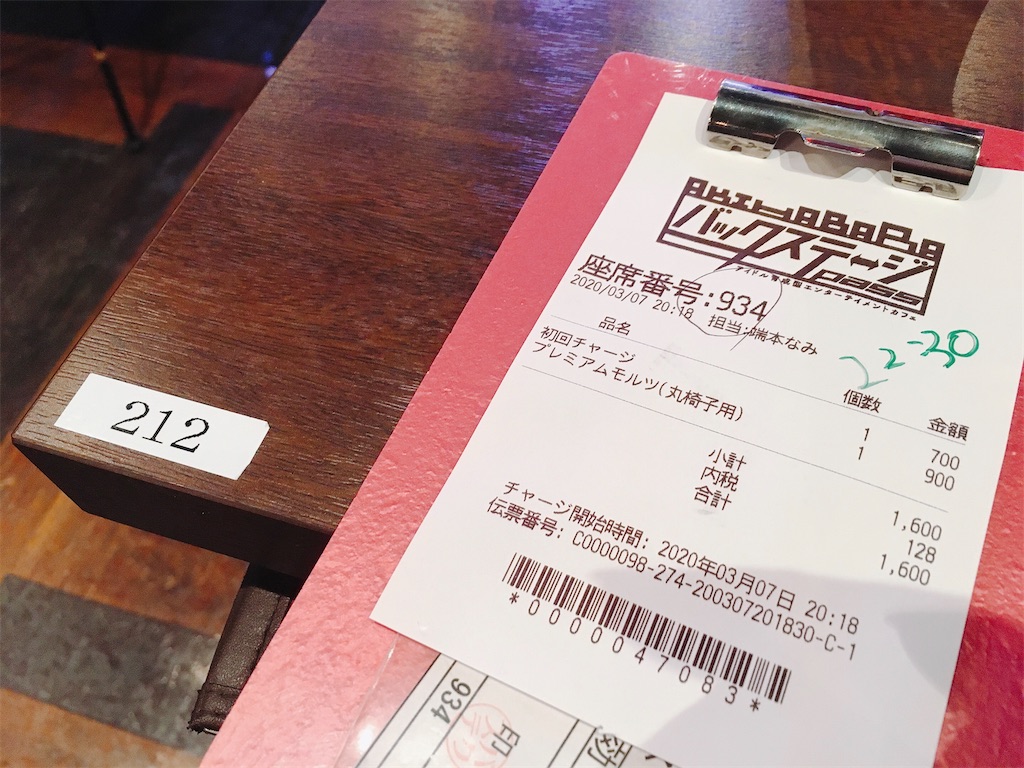 212
AKIHABARA
バックステージ
pass
アイドル育成型エンターテイメントカフェ
座席番号:934
2020/03/07 20:18 担当:端本なみ
22-30
品名 個数 金額
初回チャージ 1 700
プレミアムモルツ(丸椅子用) 1 900
小計 1,600
内税 128
合計 1,600
チャージ開始時間: 2020年03月07日 20:18
伝票番号: C0000098-274-200307201830-C-1
*0000047083*
934
印
効